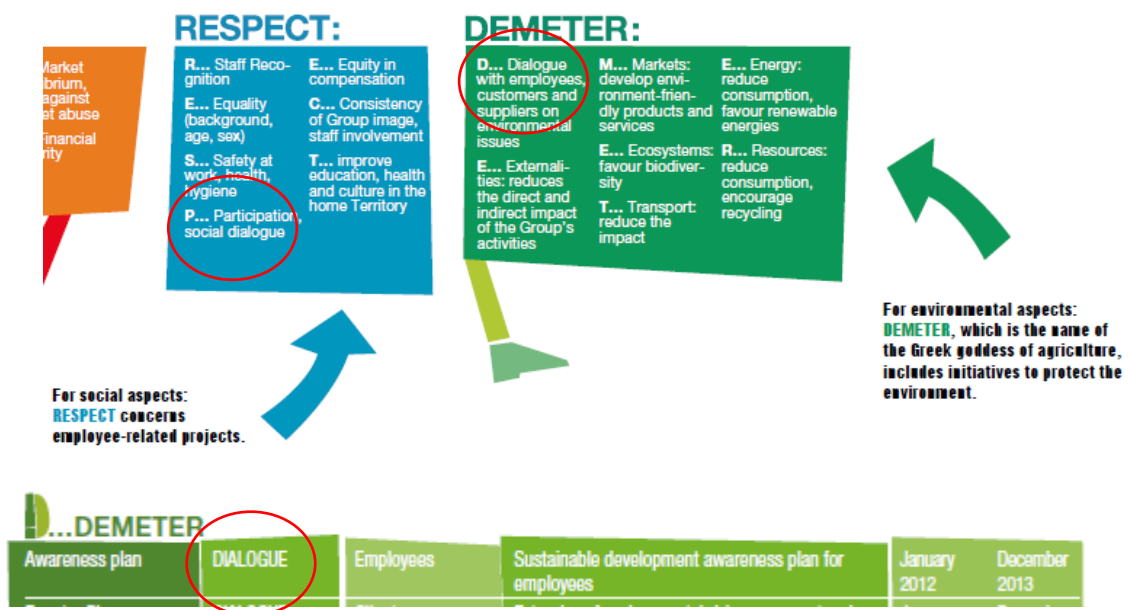 RESPECT:
DEMETER:
Market
brium,
against
et abuse
Financial
rity
R... Staff Reco-
gnition
E... Equality
(background,
age, sex)
S... Safety at
work, health,
hygiene
P... Participation,
social dialogue
E... Equity in
compensation
C... Consistency
of Group image,
staff involvement
T... improve
education, health
and culture in the
home Territory
D... Dialogue
with employees,
customers and
suppliers on
environmental
issues
E... Externali-
ties: reduces
the direct and
indirect impact
of the Group's
activities
M... Markets:
develop envi-
ronment-frien-
dly products and
services
E... Ecosystems:
favour biodiver-
sity
T... Transport:
reduce the
impact
E... Energy:
reduce
consumption,
favour renewable
energies
R... Resources:
reduce
consumption,
encourage
recycling
For environmental aspects:
DEMETER, which is the name of
the Greek goddess of agriculture,
includes initiatives to protect the
environment.
For social aspects:
RESPECT concerns
employee-related projects.
D...DEMETER
Awareness plan DIALOGUE Employees Sustainable development awareness plan for employees January 2012 December 2013